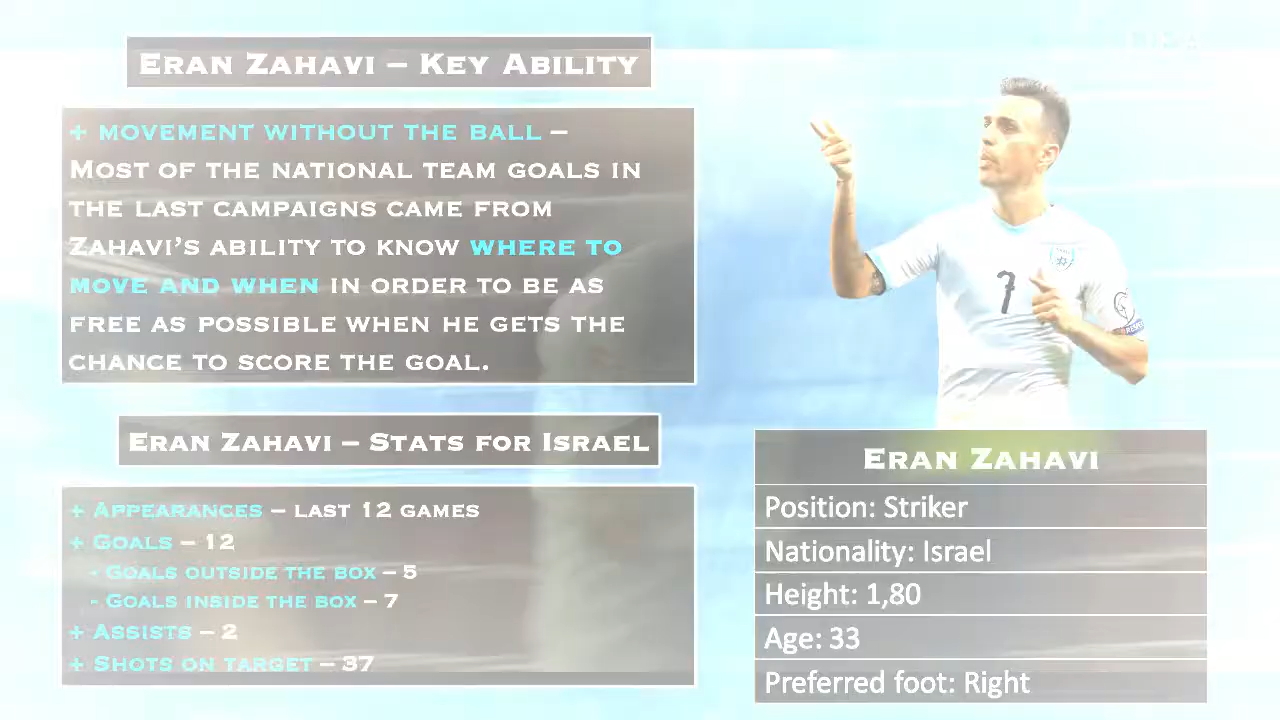 ERAN ZAHAVI – KEY ABILITY
+ MOVEMENT WITHOUT THE BALL –
MOST OF THE NATIONAL TEAM GOALS IN
THE LAST CAMPAIGNS CAME FROM
ZAHAVI’S ABILITY TO KNOW WHERE TO
MOVE AND WHEN IN ORDER TO BE AS
FREE AS POSSIBLE WHEN HE GETS THE
CHANCE TO SCORE THE GOAL.
ERAN ZAHAVI – STATS FOR ISRAEL
+ APPEARANCES – LAST 12 GAMES
+ GOALS – 12
- GOALS OUTSIDE THE BOX – 5
- GOALS INSIDE THE BOX – 7
+ ASSISTS – 2
+ SHOTS ON TARGET – 37
7
ERAN ZAHAVI
Position: Striker
Nationality: Israel
Height: 1,80
Age: 33
Preferred foot: Right